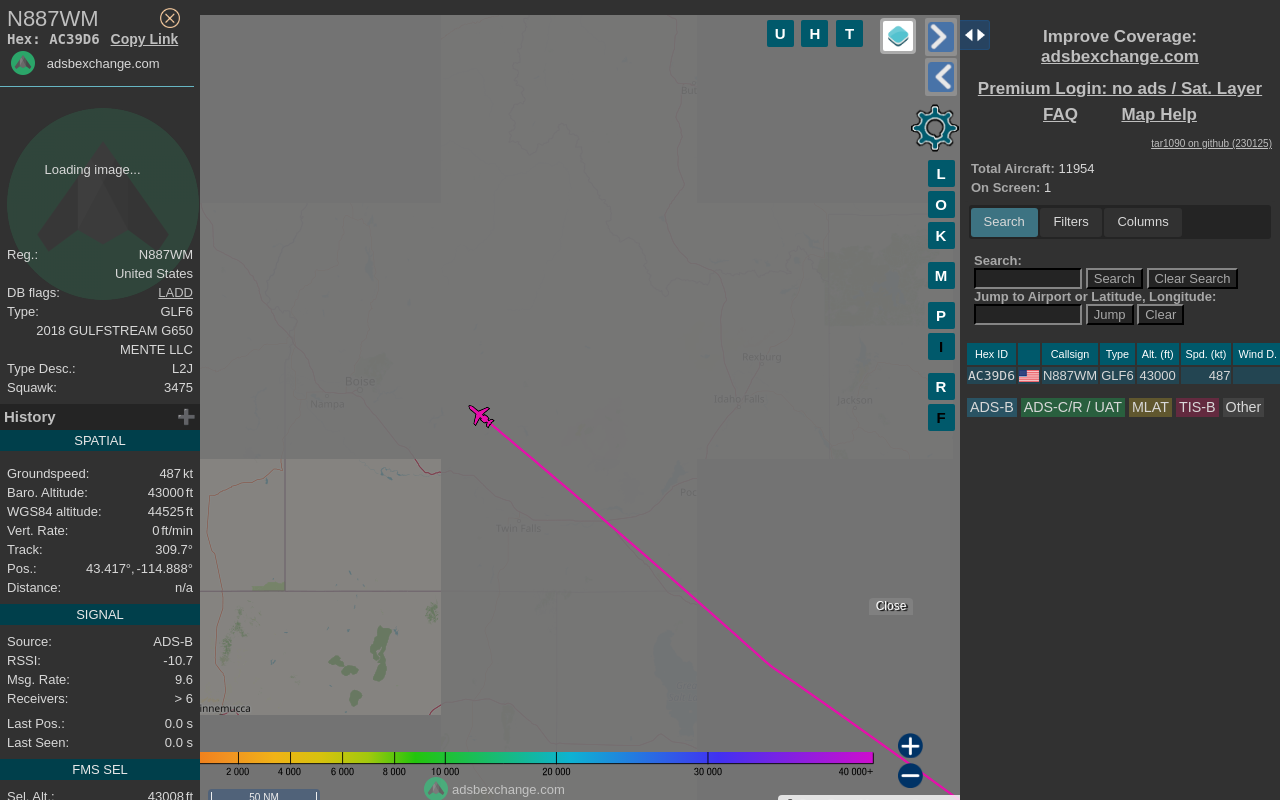 N887WM
Hex: AC39D6 Copy Link
adsbexchange.com
Loading image...
Reg.: N887WM
United States
DB flags: LADD
Type: GLF6
2018 GULFSTREAM G650
MENTE LLC
Type Desc.: L2J
Squawk: 3475
History
SPATIAL
Groundspeed: 487 kt
Baro. Altitude: 43000 ft
WGS84 altitude: 44525 ft
Vert. Rate: 0 ft/min
Track: 309.7°
Pos.: 43.417°, -114.888°
Distance: n/a
SIGNAL
Source: ADS-B
RSSI: -10.7
Msg. Rate: 9.6
Receivers: > 6
Last Pos.: 0.0 s
Last Seen: 0.0 s
FMS SEL
Sel. Alt.: 43008 ft
U H T
L
O
K
M
P
I
R
F
Boise
Nampa
Rexburg
Idaho Falls
Jackson
Twin Falls
innemucca
Close
2 000 4 000 6 000 8 000 10 000 20 000 30 000 40 000+
adsbexchange.com
50 NM
Improve Coverage:
adsbexchange.com
Premium Login: no ads / Sat. Layer
FAQ Map Help
tar1090 on github (230125)
Total Aircraft: 11954
On Screen: 1
Search Filters Columns
Search:
Search Clear Search
Jump to Airport or Latitude, Longitude:
Jump Clear
Hex ID Callsign Type Alt. (ft) Spd. (kt) Wind D.
AC39D6 N887WM GLF6 43000 487
ADS-B ADS-C/R / UAT MLAT TIS-B Other